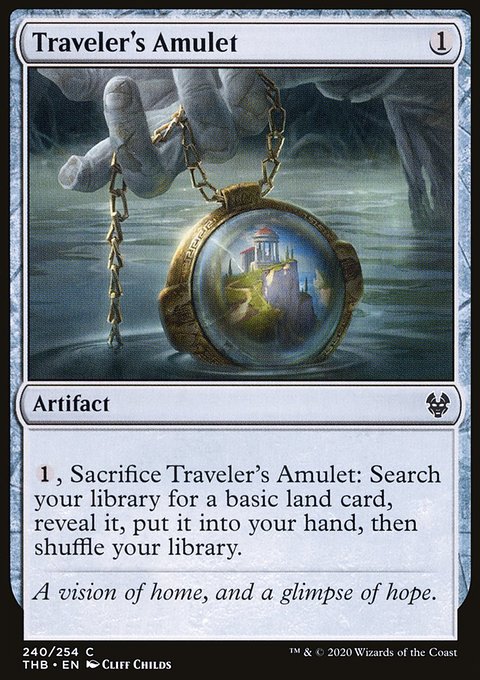 Traveler's Amulet 1
Artifact
1, Sacrifice Traveler's Amulet: Search
your library for a basic land card,
reveal it, put it into your hand, then
shuffle your library.
A vision of home, and a glimpse of hope.
240/254 C
THB • EN Cliff Childs
™ & © 2020 Wizards of the Coast